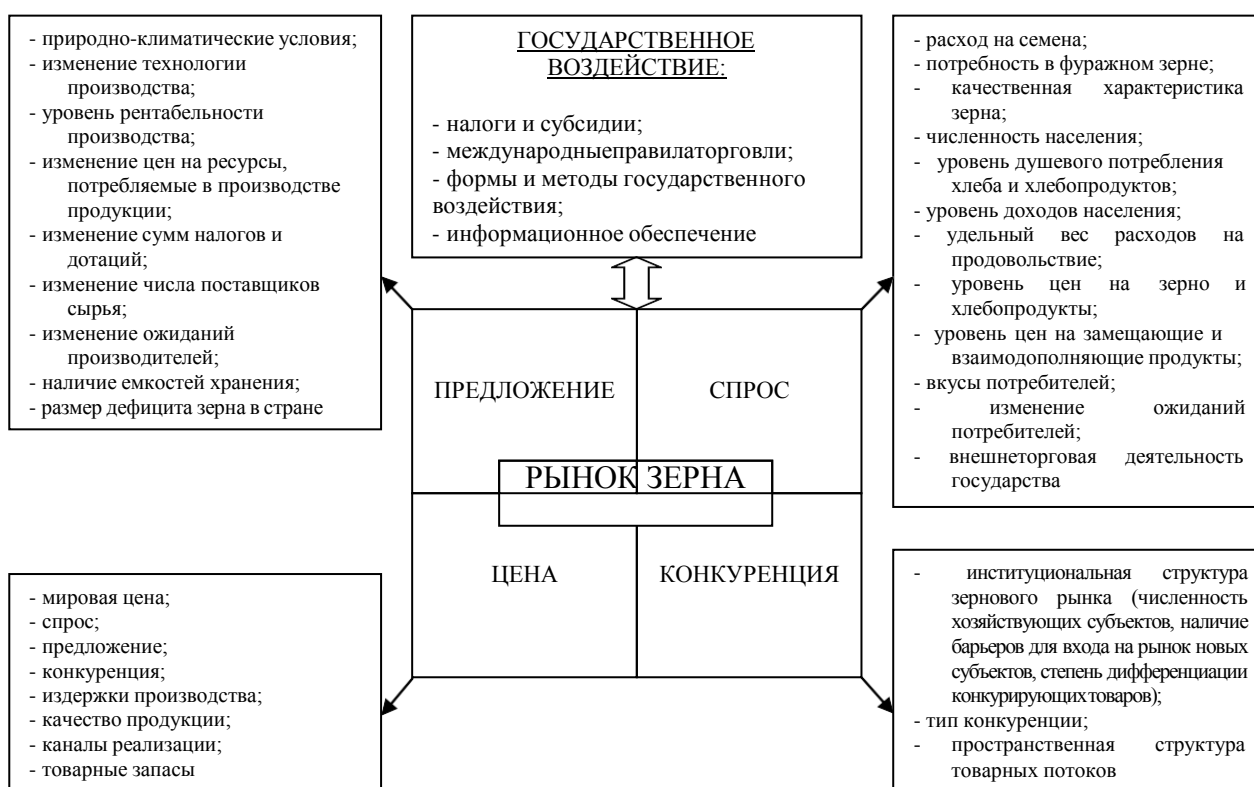 - природно-климатические условия;
- изменение технологии
производства;
- уровень рентабельности
производства;
- изменение цен на ресурсы,
потребляемые в производстве
продукции;
- изменение сумм налогов и
дотаций;
- изменение числа поставщиков
сырья;
- изменение ожиданий
производителей;
- наличие емкостей хранения;
- размер дефицита зерна в стране
ГОСУДАРСТВЕННОЕ
ВОЗДЕЙСТВИЕ:
- налоги и субсидии;
- международныеправилаторговли;
- формы и методы государственного
воздействия;
- информационное обеспечение
- расход на семена;
- потребность в фуражном зерне;
- качественная характеристика
зерна;
- численность населения;
- уровень душевого потребления
хлеба и хлебопродуктов;
- уровень доходов населения;
- удельный вес расходов на
продовольствие;
- уровень цен на зерно и
хлебопродукты;
- уровень цен на замещающие и
взаимодополняющие продукты;
- вкусы потребителей;
- изменение ожиданий
потребителей;
- внешнеторговая деятельность
государства
ПРЕДЛОЖЕНИЕ
СПРОС
РЫНОК ЗЕРНА
ЦЕНА
КОНКУРЕНЦИЯ
- мировая цена;
- спрос;
- предложение;
- конкуренция;
- издержки производства;
- качество продукции;
- каналы реализации;
- товарные запасы
- институциональная структура
зернового рынка (численность
хозяйствующих субъектов, наличие
барьеров для входа на рынок новых
субъектов, степень дифференциации
конкурирующих товаров);
- тип конкуренции;
- пространственная структура
товарных потоков